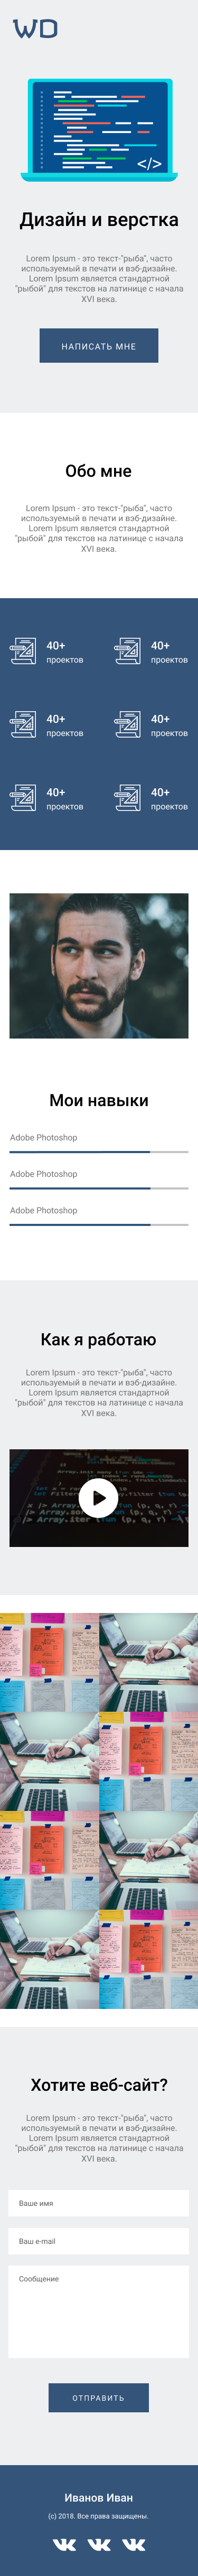 WD
</>
Дизайн и верстка
Lorem Ipsum - это текст-"рыба", часто
используемый в печати и вэб-дизайне.
Lorem Ipsum является стандартной
"рыбой" для текстов на латинице с начала
XVI века.
НАПИСАТЬ МНЕ
Обо мне
Lorem Ipsum - это текст-"рыба", часто
используемый в печати и вэб-дизайне.
Lorem Ipsum является стандартной
"рыбой" для текстов на латинице с начала
XVI века.
40+ 40+
проектов проектов
40+ 40+
проектов проектов
40+ 40+
проектов проектов
Мои навыки
Adobe Photoshop
Adobe Photoshop
Adobe Photoshop
Как я работаю
Lorem Ipsum - это текст-"рыба", часто
используемый в печати и вэб-дизайне.
Lorem Ipsum является стандартной
"рыбой" для текстов на латинице с начала
XVI века.
Хотите веб-сайт?
Lorem Ipsum - это текст-"рыба", часто
используемый в печати и вэб-дизайне.
Lorem Ipsum является стандартной
"рыбой" для текстов на латинице с начала
XVI века.
Ваше имя
Ваш e-mail
Сообщение
ОТПРАВИТЬ
Иванов Иван
(c) 2018. Все права защищены.